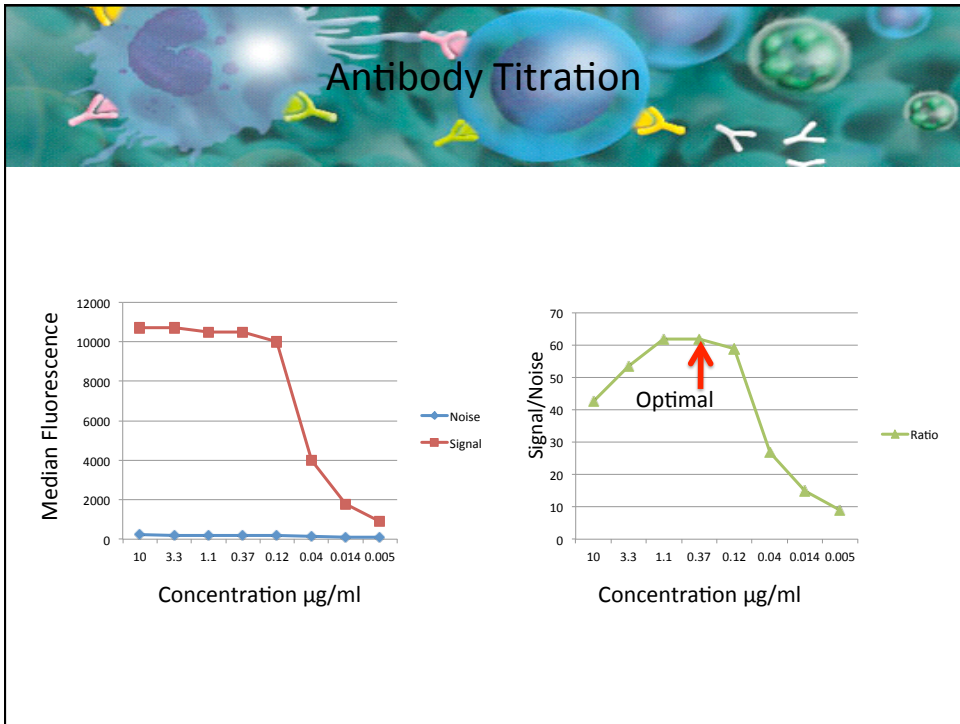 Antibody Titration
Median Fluorescence
12000
10000
8000
6000
4000
2000
0
10 3.3 1.1 0.37 0.12 0.04 0.014 0.005
Concentration μg/ml
Noise
Signal
Signal/Noise
70
60
50
40
30
20
10
0
Optimal
10 3.3 1.1 0.37 0.12 0.04 0.014 0.005
Concentration μg/ml
Ratio